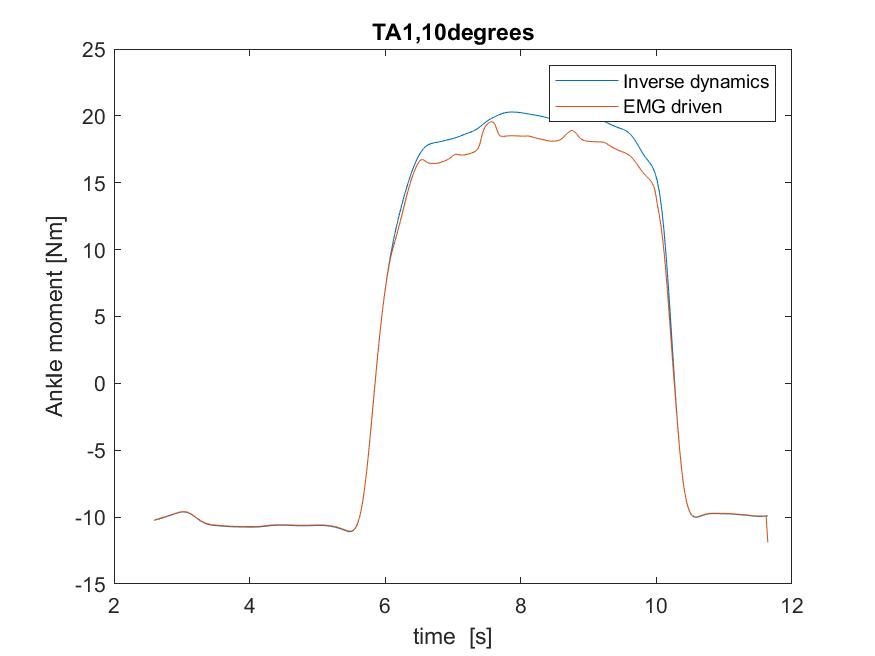 TA1,10degrees
25
20
15
10
5
0
-5
-10
-15
Inverse dynamics
EMG driven
Ankle moment [Nm]
2 4 6 8 10 12
time [s]